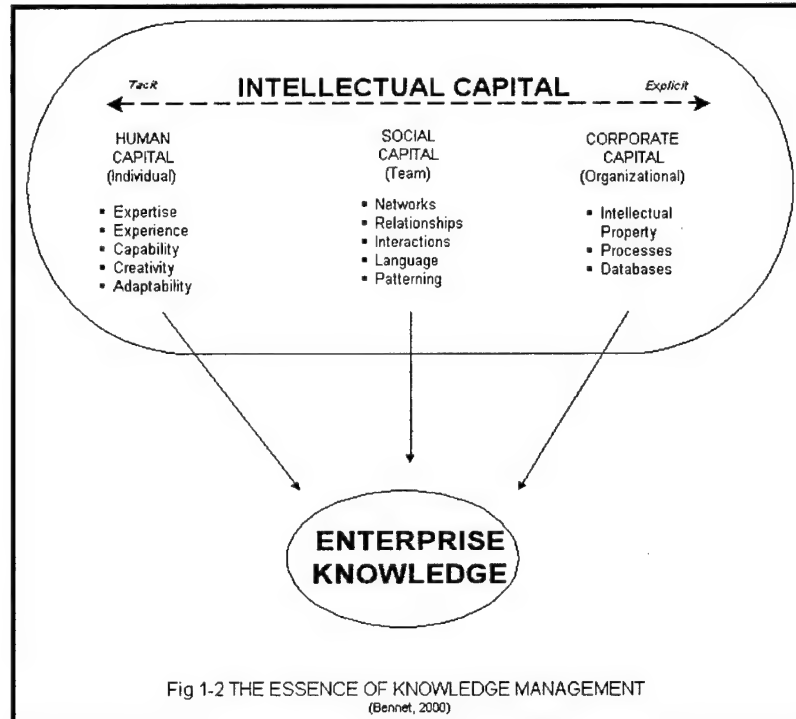 Tacit
INTELLECTUAL CAPITAL
Explicit
HUMAN
CAPITAL
(Individual)
▪ Expertise
▪ Experience
▪ Capability
▪ Creativity
▪ Adaptability
SOCIAL
CAPITAL
(Team)
▪ Networks
▪ Relationships
▪ Interactions
▪ Language
▪ Patterning
CORPORATE
CAPITAL
(Organizational)
▪ Intellectual
Property
▪ Processes
▪ Databases
ENTERPRISE
KNOWLEDGE
Fig 1-2 THE ESSENCE OF KNOWLEDGE MANAGEMENT
(Bennet, 2000)